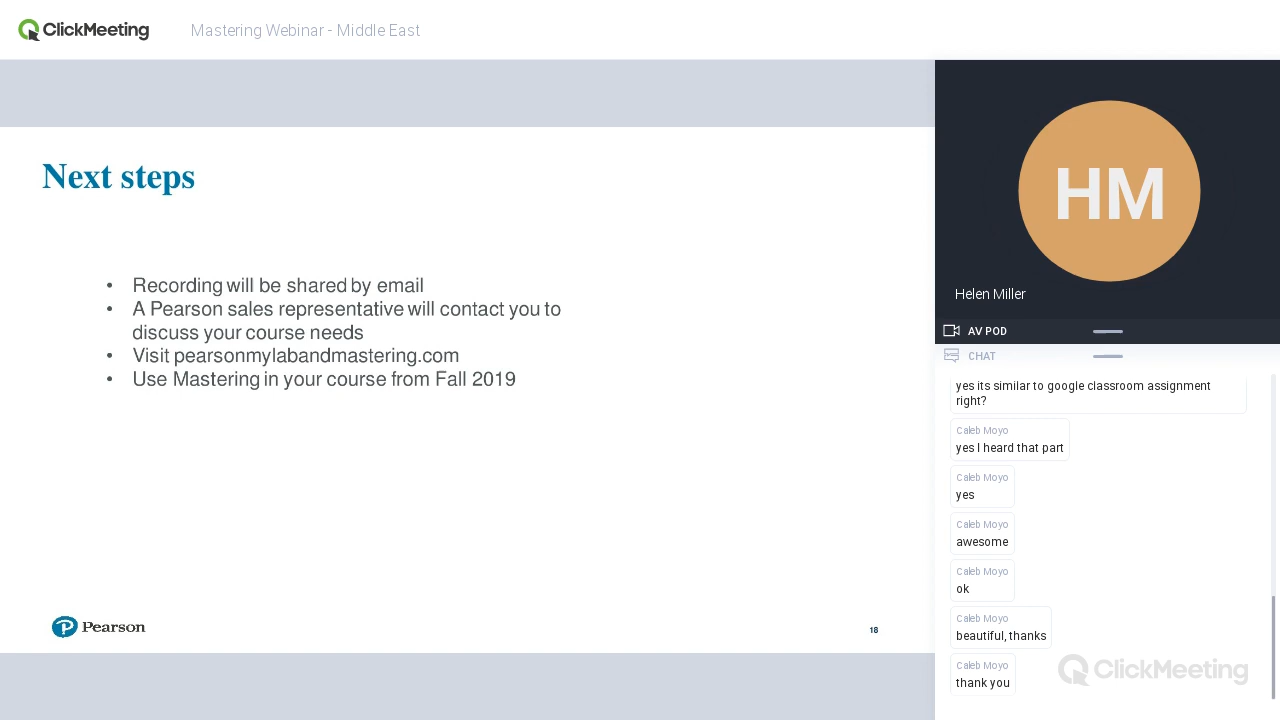 ClickMeeting
Mastering Webinar - Middle East
Next steps
• Recording will be shared by email
• A Pearson sales representative will contact you to
discuss your course needs
• Visit pearsonmylabandmastering.com
• Use Mastering in your course from Fall 2019
Pearson
18
HM
Helen Miller
AV POD
CHAT
yes its similar to google classroom assignment
right?
Caleb Moyo
yes I heard that part
Caleb Moyo
yes
Caleb Moyo
awesome
Caleb Moyo
ok
Caleb Moyo
beautiful, thanks
Caleb Moyo
thank you
ClickMeeting